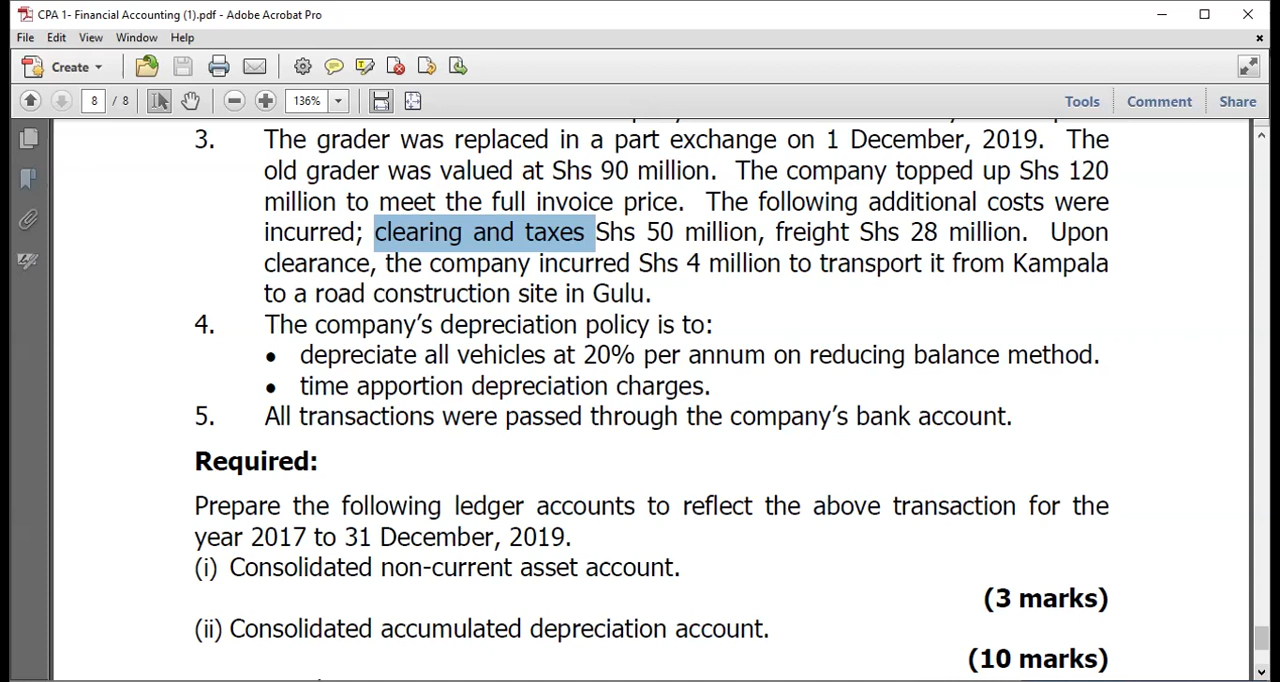 CPA 1- Financial Accounting (1).pdf - Adobe Acrobat Pro
File Edit View Window Help
Create
8 / 8 136% Tools Comment Share
3. The grader was replaced in a part exchange on 1 December, 2019. The
old grader was valued at Shs 90 million. The company topped up Shs 120
million to meet the full invoice price. The following additional costs were
incurred; clearing and taxes Shs 50 million, freight Shs 28 million. Upon
clearance, the company incurred Shs 4 million to transport it from Kampala
to a road construction site in Gulu.
4. The company’s depreciation policy is to:
• depreciate all vehicles at 20% per annum on reducing balance method.
• time apportion depreciation charges.
5. All transactions were passed through the company’s bank account.
Required:
Prepare the following ledger accounts to reflect the above transaction for the
year 2017 to 31 December, 2019.
(i) Consolidated non-current asset account.
(3 marks)
(ii) Consolidated accumulated depreciation account.
(10 marks)